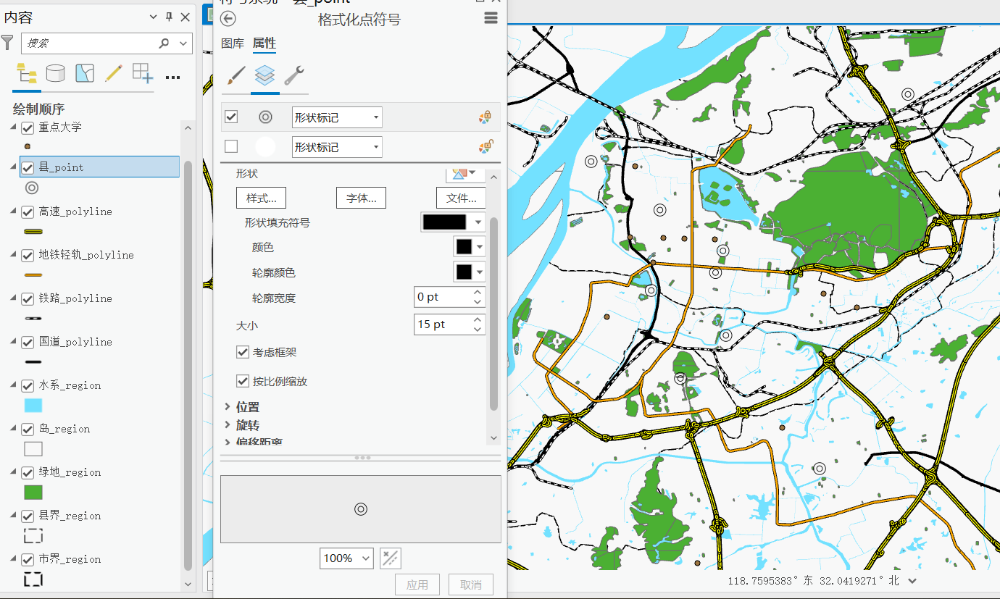 内容
搜索
绘制顺序
重点大学
县_point
高速_polyline
地铁轻轨_polyline
铁路_polyline
国道_polyline
水系_region
岛_region
绿地_region
县界_region
市界_region
格式化点符号
图库 属性
形状标记
形状标记
形状
样式... 字体... 文件...
形状填充符号
颜色
轮廓颜色
轮廓宽度 0 pt
大小 15 pt
考虑框架
按比例缩放
位置
旋转
偏移距离
100%
应用 取消
118.7595383°东 32.0419271°北